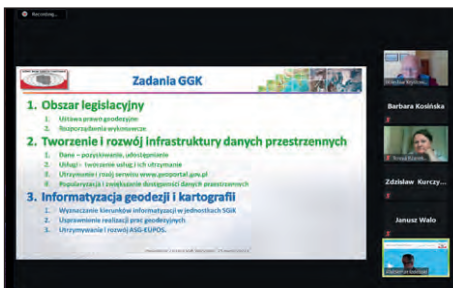 Recording...
Zadania GGK
1. Obszar legislacyjny
1. Ustawa prawo geodezyjne
2. Rozporządzenia wykonawcze
2. Tworzenie i rozwój infrastruktury danych przestrzennych
1. Dane – pozyskiwanie, udostępnianie
2. Usługi – tworzenie usług i ich utrzymanie
3. Utrzymanie i rozwój serwisu www.geoportal.gov.pl
4. Popularyzacja i zwiększanie dostępności danych przestrzennych
3. Informatyzacja geodezji i kartografii
1. Wyznaczanie kierunków informatyzacji w jednostkach SGiK
2. Usprawnienie realizacji prac geodezyjnych
3. Utrzymywanie i rozwój ASG-EUPOS.
Barbara Kosińska
Zdzisław Kurczy...
Janusz Walo